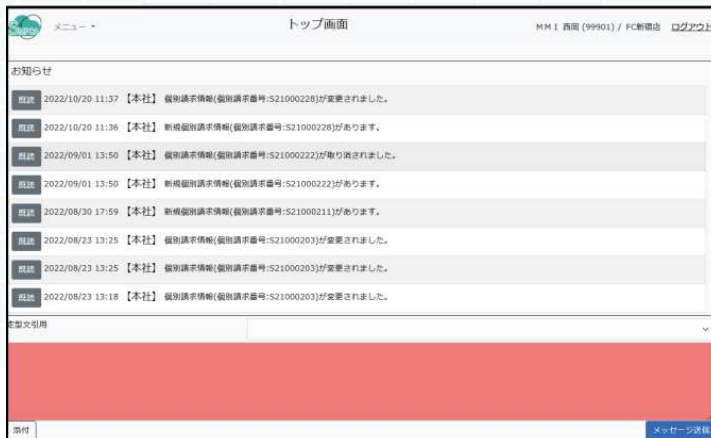 メニュー
トップ画面
MMI 西岡 (99901) / FC新宿店 ログアウト
お知らせ
既読 2022/10/20 11:37 【本社】 個別請求情報(個別請求番号:S21000228)が変更されました。
既読 2022/10/20 11:36 【本社】 新規個別請求情報(個別請求番号:S21000228)があります。
既読 2022/09/01 13:50 【本社】 個別請求情報(個別請求番号:S21000222)が取り消されました。
既読 2022/09/01 13:50 【本社】 新規個別請求情報(個別請求番号:S21000222)があります。
既読 2022/08/30 17:59 【本社】 新規個別請求情報(個別請求番号:S21000211)があります。
既読 2022/08/23 13:25 【本社】 個別請求情報(個別請求番号:S21000203)が変更されました。
既読 2022/08/23 13:25 【本社】 個別請求情報(個別請求番号:S21000203)が変更されました。
既読 2022/08/23 13:18 【本社】 個別請求情報(個別請求番号:S21000203)が変更されました。
定型文引用
添付
メッセージ送信